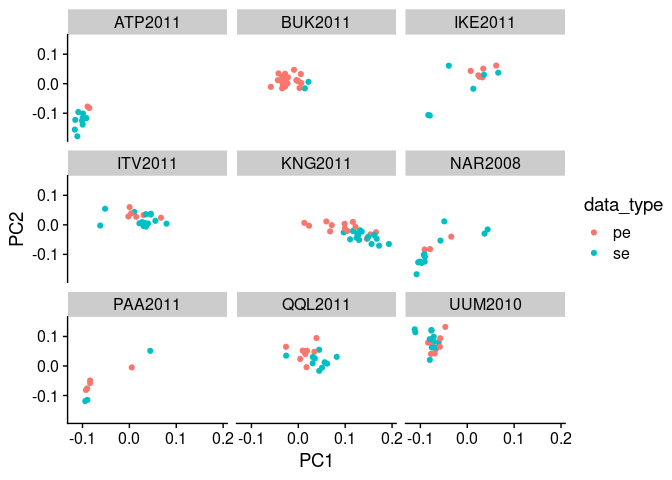 ATP2011 BUK2011 IKE2011
0.1
0.0
-0.1
ITV2011 KNG2011 NAR2008
0.1
0.0
-0.1
PC2
data_type
pe
se
PAA2011 QQL2011 UUM2010
0.1
0.0
-0.1
-0.1 0.0 0.1 0.2 -0.1 0.0 0.1 0.2 -0.1 0.0 0.1 0.2
PC1